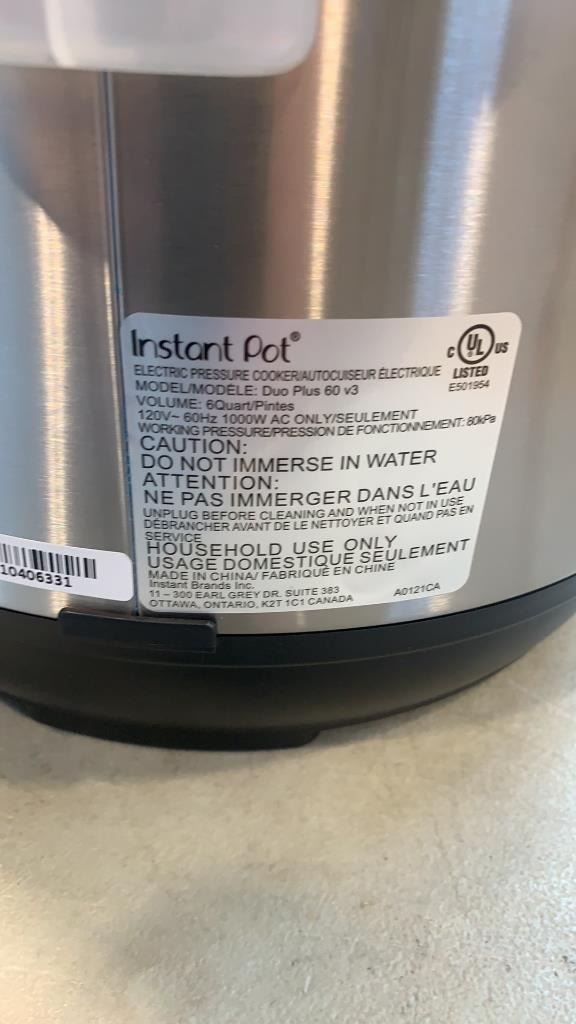 Instant Pot®
C UL US
LISTED
E501954
ELECTRIC PRESSURE COOKER/AUTOCUISEUR ÉLECTRIQUE
MODEL/MODÈLE: Duo Plus 60 v3
VOLUME: 6Quart/Pintes
120V~ 60Hz 1000W AC ONLY/SEULEMENT
WORKING PRESSURE/PRESSION DE FONCTIONNEMENT: 80kPa
CAUTION:
DO NOT IMMERSE IN WATER
ATTENTION:
NE PAS IMMERGER DANS L'EAU
UNPLUG BEFORE CLEANING AND WHEN NOT IN USE
DÉBRANCHER AVANT DE LE NETTOYER ET QUAND PAS EN
SERVICE
HOUSEHOLD USE ONLY
USAGE DOMESTIQUE SEULEMENT
MADE IN CHINA/ FABRIQUÉ EN CHINE
Instant Brands Inc.
11 – 300 EARL GREY DR. SUITE 383
OTTAWA, ONTARIO, K2T 1C1 CANADA
A0121CA
10406331